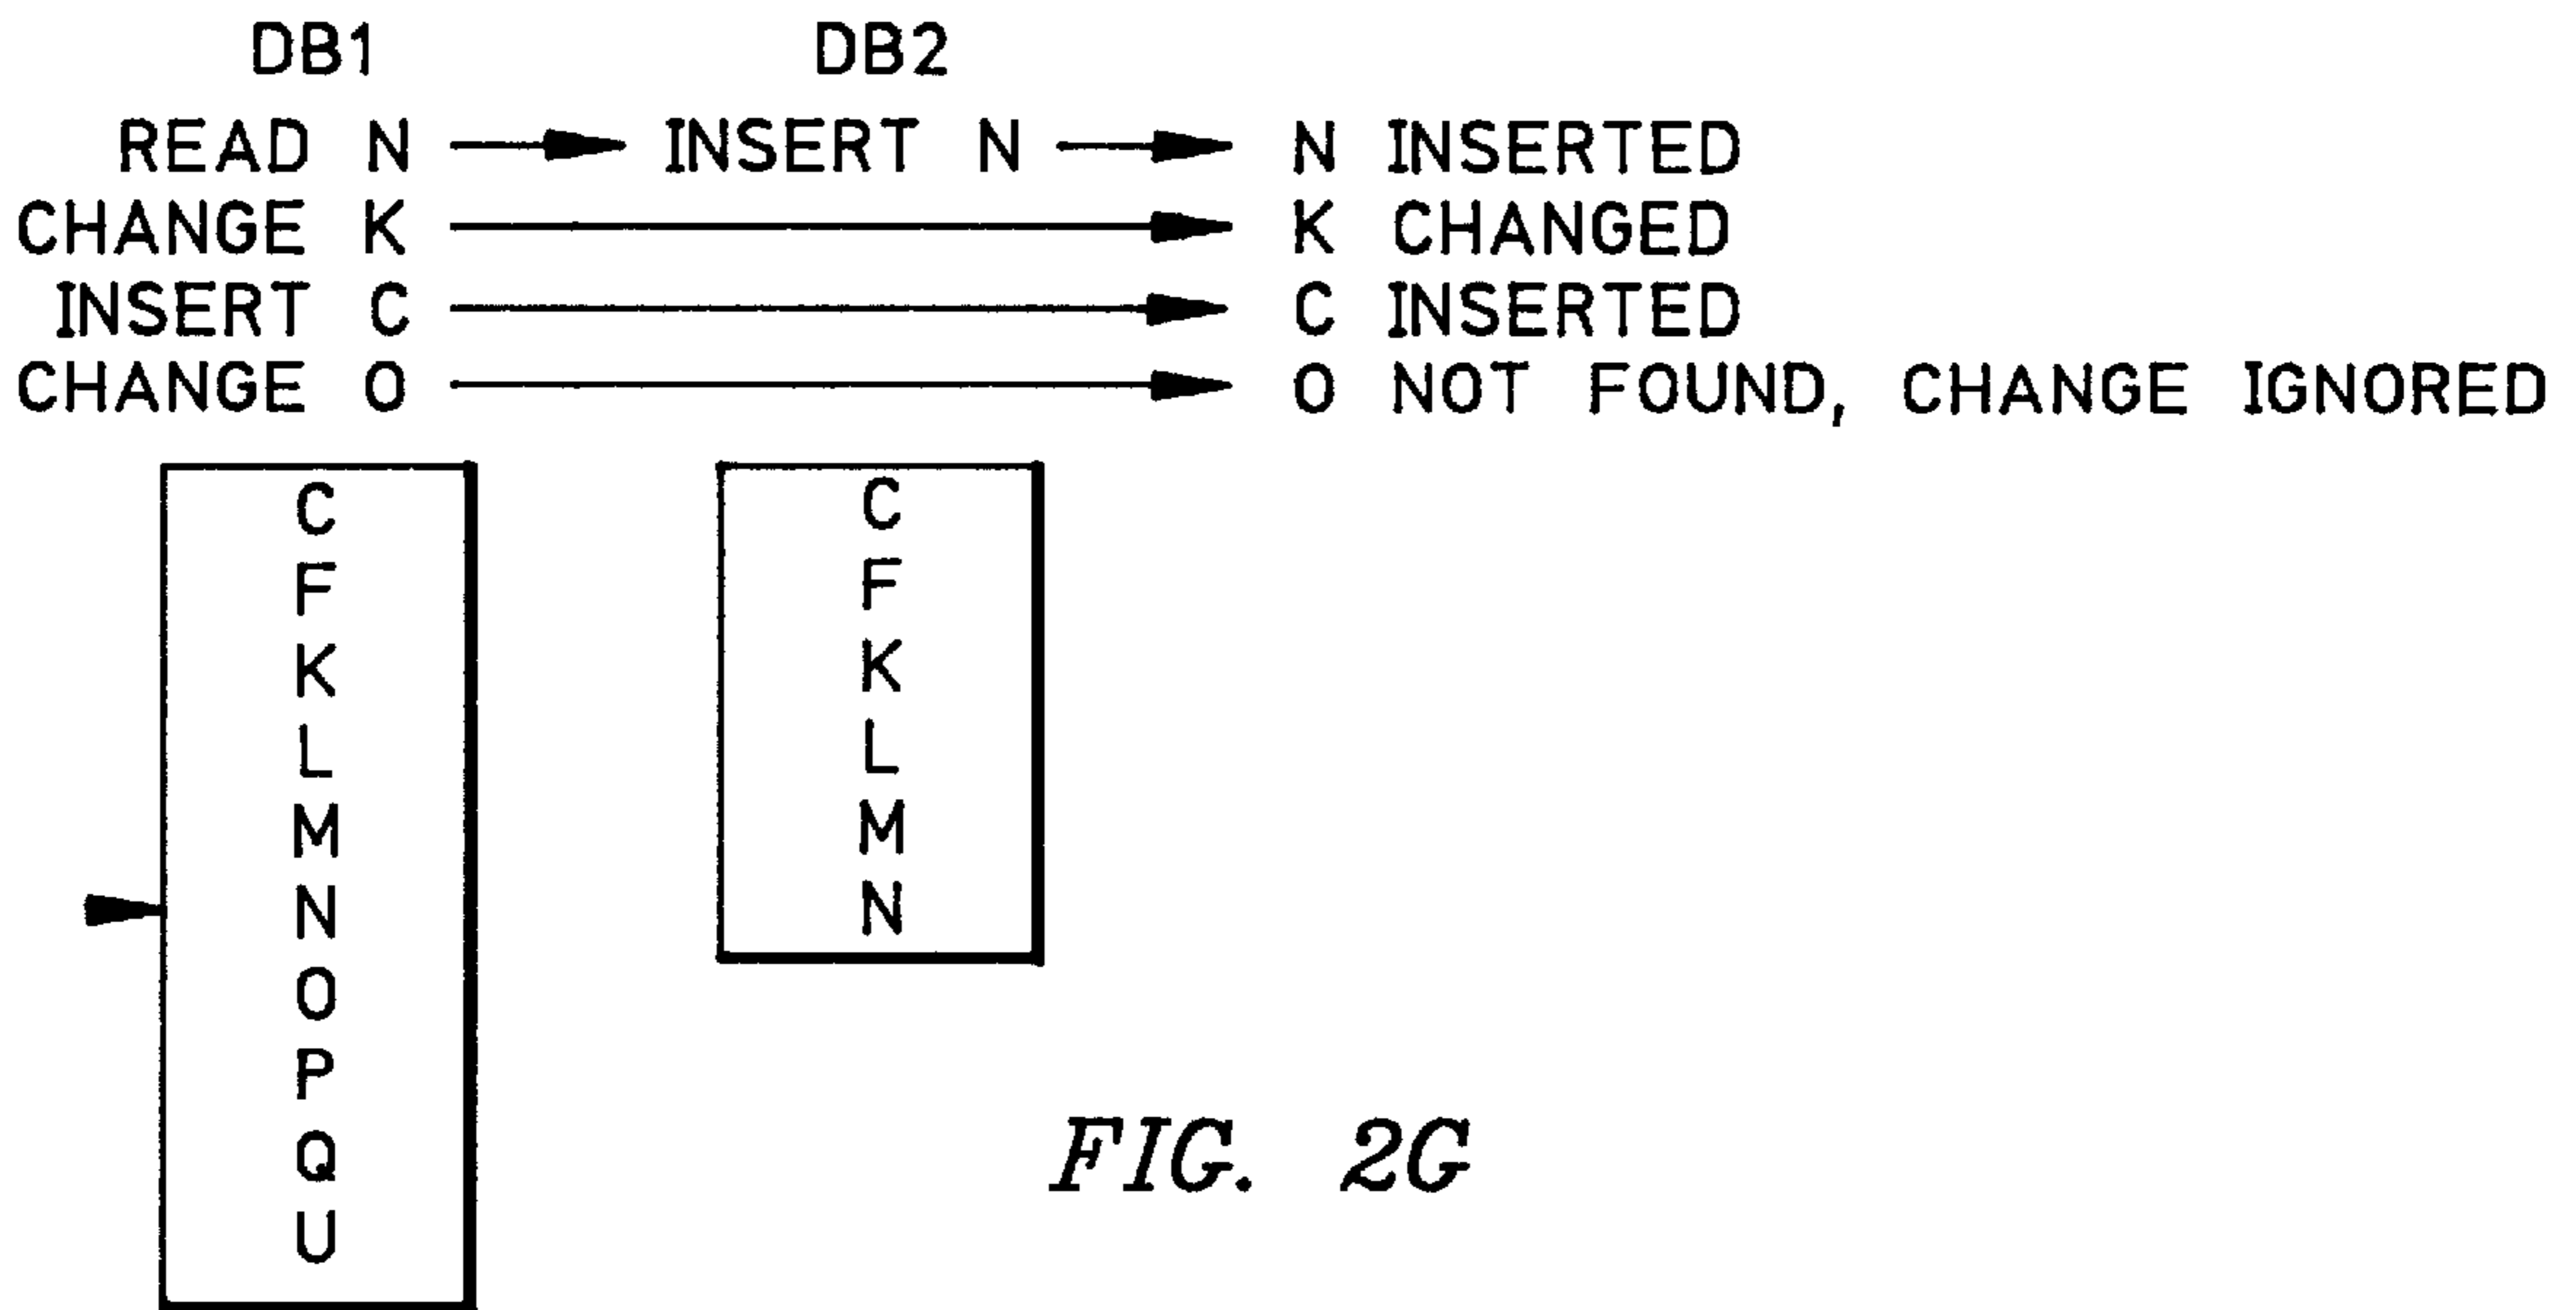 DB1 DB2
READ N INSERT N N INSERTED
CHANGE K K CHANGED
INSERT C C INSERTED
CHANGE O O NOT FOUND, CHANGE IGNORED
C C
F F
K K
L L
M M
N N
O
P
Q
U
FIG. 2G